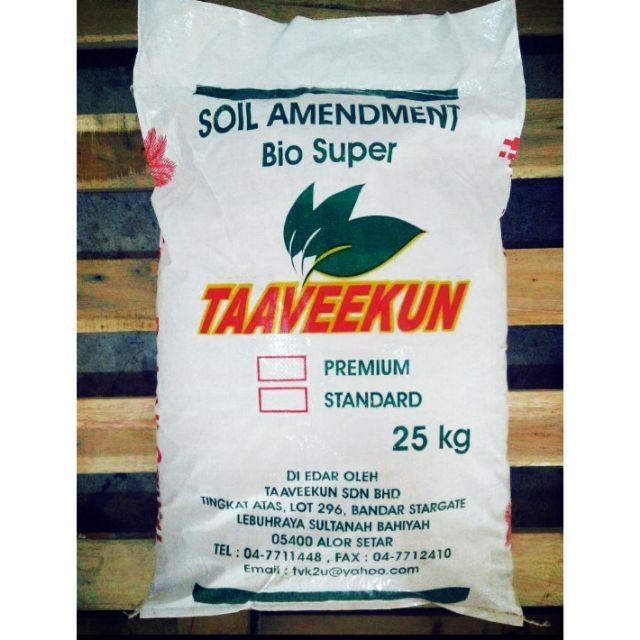 SOIL AMENDMENT
Bio Super
TAAVEEKUN
PREMIUM
STANDARD
25 kg
DI EDAR OLEH
TAAVEEKUN SDN BHD
TINGKAT ATAS, LOT 296, BANDAR STARGATE
LEBUHRAYA SULTANAH BAHIYAH
05400 ALOR SETAR
TEL : 04-7711448 , FAX : 04-7712410
Email : tvk2u@yahoo.com